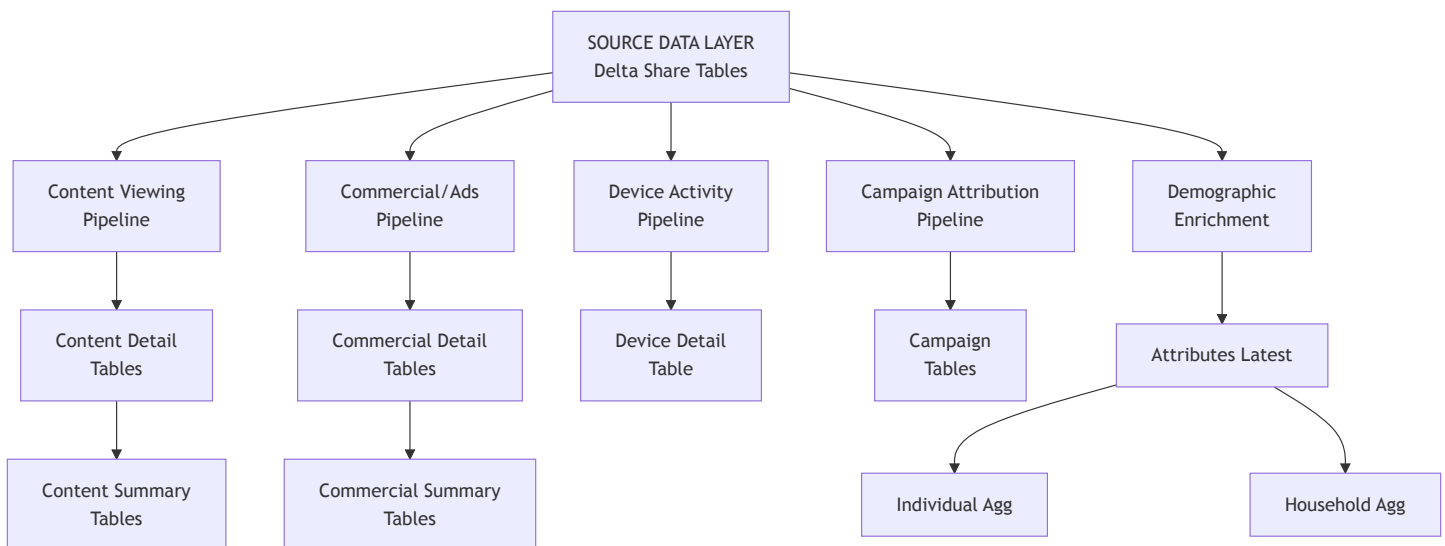 SOURCE DATA LAYER
Delta Share Tables
Content Viewing
Pipeline
Commercial/Ads
Pipeline
Device Activity
Pipeline
Campaign Attribution
Pipeline
Demographic
Enrichment
Content Detail
Tables
Commercial Detail
Tables
Device Detail
Table
Campaign
Tables
Attributes Latest
Content Summary
Tables
Commercial Summary
Tables
Individual Agg
Household Agg